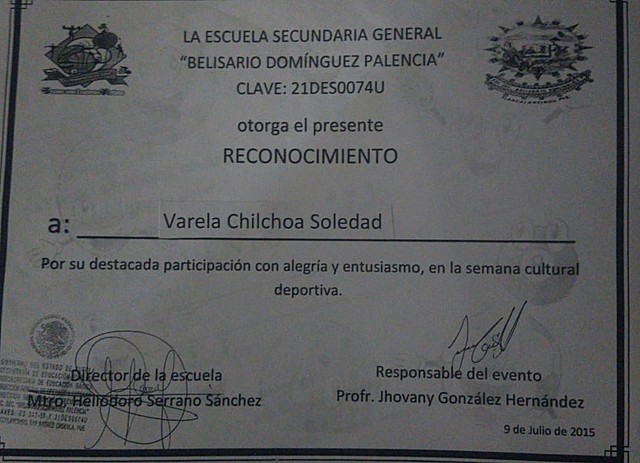 LA ESCUELA SECUNDARIA GENERAL
“BELISARIO DOMÍNGUEZ PALENCIA”
CLAVE: 21DES0074U
otorga el presente
RECONOCIMIENTO
a: Varela Chilchoa Soledad
Por su destacada participación con alegría y entusiasmo, en la semana cultural
deportiva.
Director de la escuela
Mtro. Heliodoro Serrano Sánchez
Responsable del evento
Profr. Jhovany González Hernández
9 de Julio de 2015